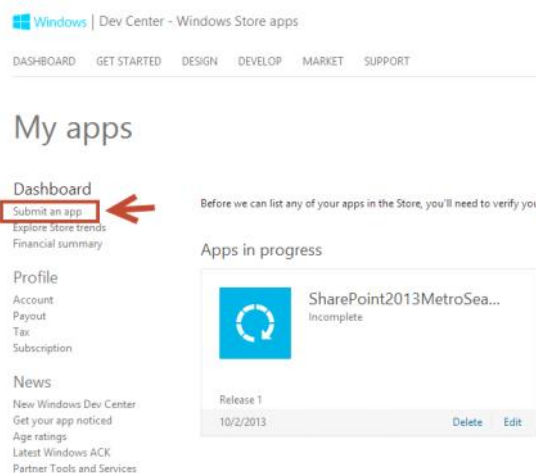 Windows | Dev Center - Windows Store apps
DASHBOARD GET STARTED DESIGN DEVELOP MARKET SUPPORT
My apps
Dashboard
Submit an app
Explore Store trends
Financial summary
Profile
Account
Payout
Tax
Subscription
News
New Windows Dev Center
Get your app noticed
Age ratings
Latest Windows ACK
Partner Tools and Services
Before we can list any of your apps in the Store, you'll need to verify you
Apps in progress
SharePoint2013MetroSea...
Incomplete
Release 1
10/2/2013 Delete Edit